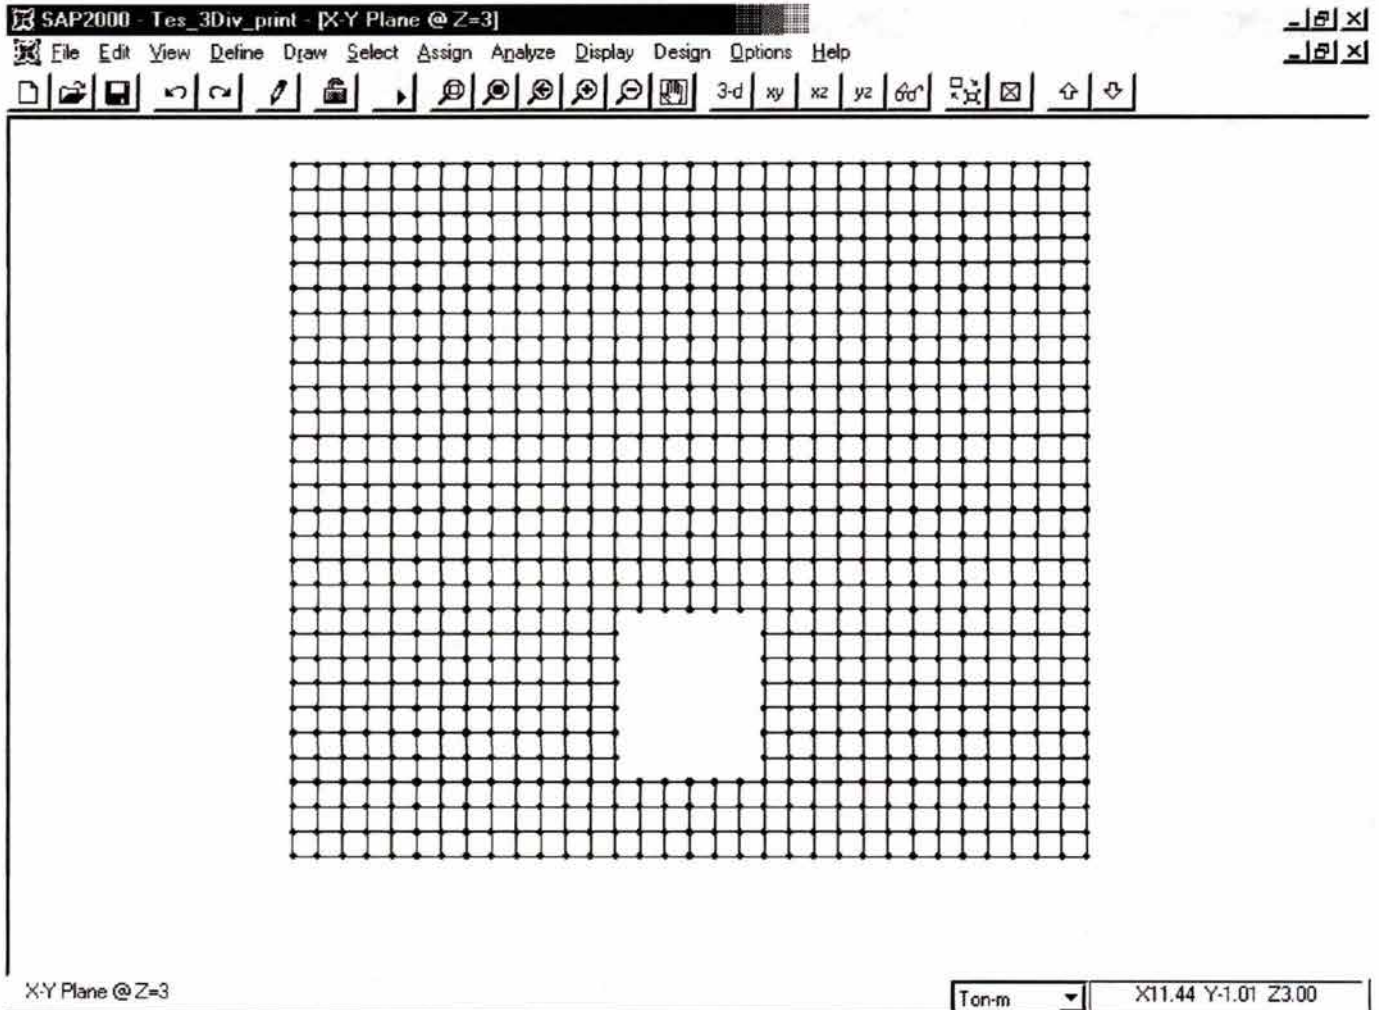 SAP2000 - Tes_3Div_print - [X-Y Plane @ Z=3]
File Edit View Define Draw Select Assign Analyze Display Design Options Help
3-d xy xz yz
X-Y Plane @ Z=3
Ton-m
X11.44 Y-1.01 Z3.00